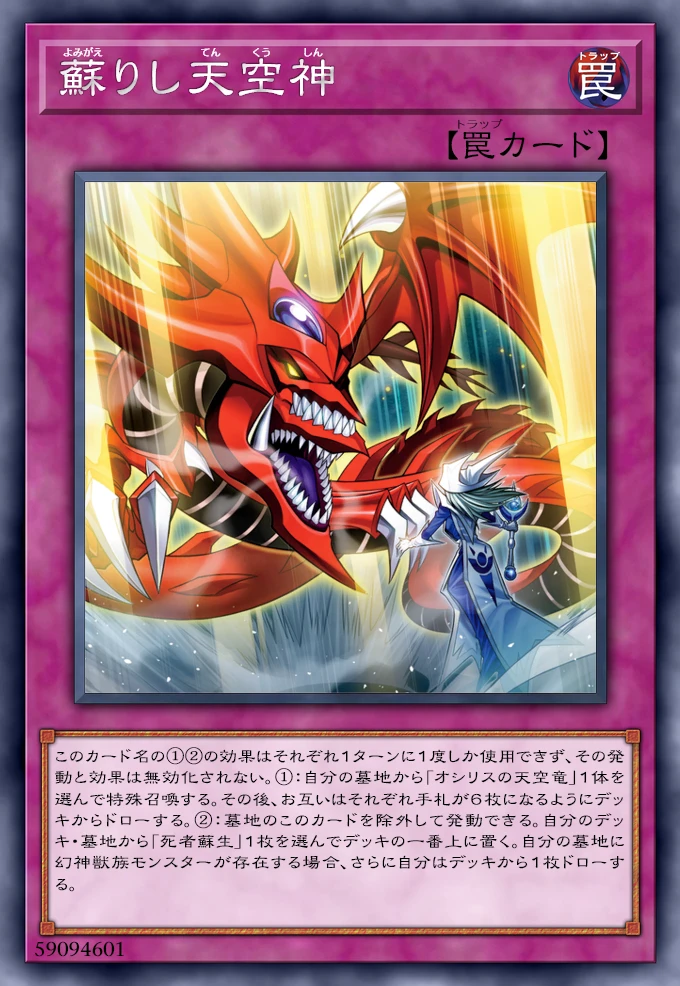 よみがえ てん くう しん
蘇りし天空神
トラップ
罠
トラップ
【罠カード】
このカード名の①②の効果はそれぞれ1ターンに1度しか使用できず、その発
動と効果は無効化されない。①：自分の墓地から「オシリスの天空竜」1体を
選んで特殊召喚する。その後、お互いはそれぞれ手札が６枚になるようにデッ
キからドローする。②：墓地のこのカードを除外して発動できる。自分のデッ
キ・墓地から「死者蘇生」1枚を選んでデッキの一番上に置く。自分の墓地に
幻神獣族モンスターが存在する場合、さらに自分はデッキから1枚ドローす
る。
59094601